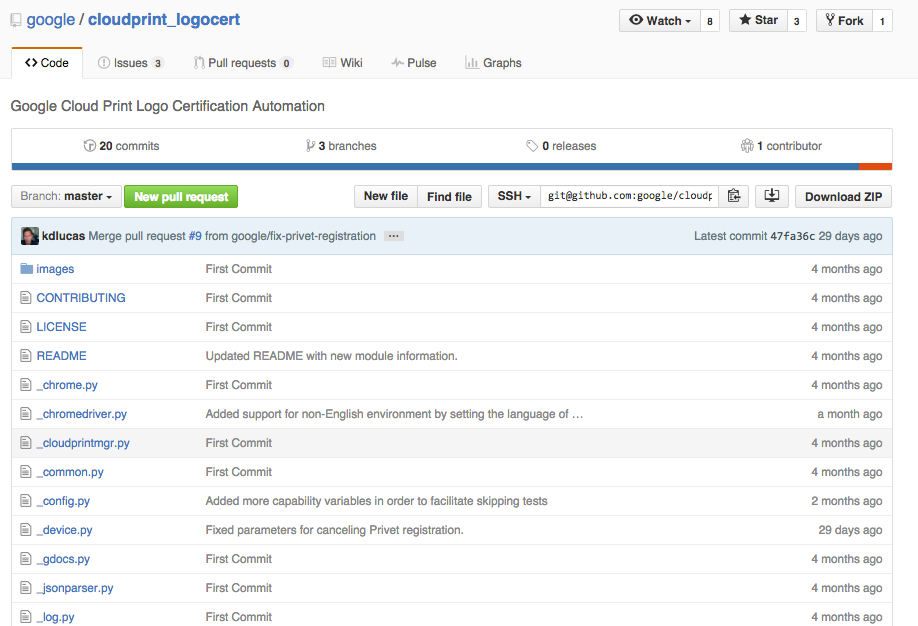 google / cloudprint_logocert
Watch 8 Star 3 Fork 1
Code Issues 3 Pull requests 0 Wiki Pulse Graphs
Google Cloud Print Logo Certification Automation
20 commits 3 branches 0 releases 1 contributor
Branch: master New pull request New file Find file SSH git@github.com:google/cloudp Download ZIP
kdlucas Merge pull request #9 from google/fix-privet-registration ... Latest commit 47fa36c 29 days ago
images First Commit 4 months ago
CONTRIBUTING First Commit 4 months ago
LICENSE First Commit 4 months ago
README Updated README with new module information. 4 months ago
_chrome.py First Commit 4 months ago
_chromedriver.py Added support for non-English environment by setting the language of … a month ago
_cloudprintmgr.py First Commit 4 months ago
_common.py First Commit 4 months ago
_config.py Added more capability variables in order to facilitate skipping tests 2 months ago
_device.py Fixed parameters for canceling Privet registration. 29 days ago
_gdocs.py First Commit 4 months ago
_jsonparser.py First Commit 4 months ago
_log.py First Commit 4 months ago